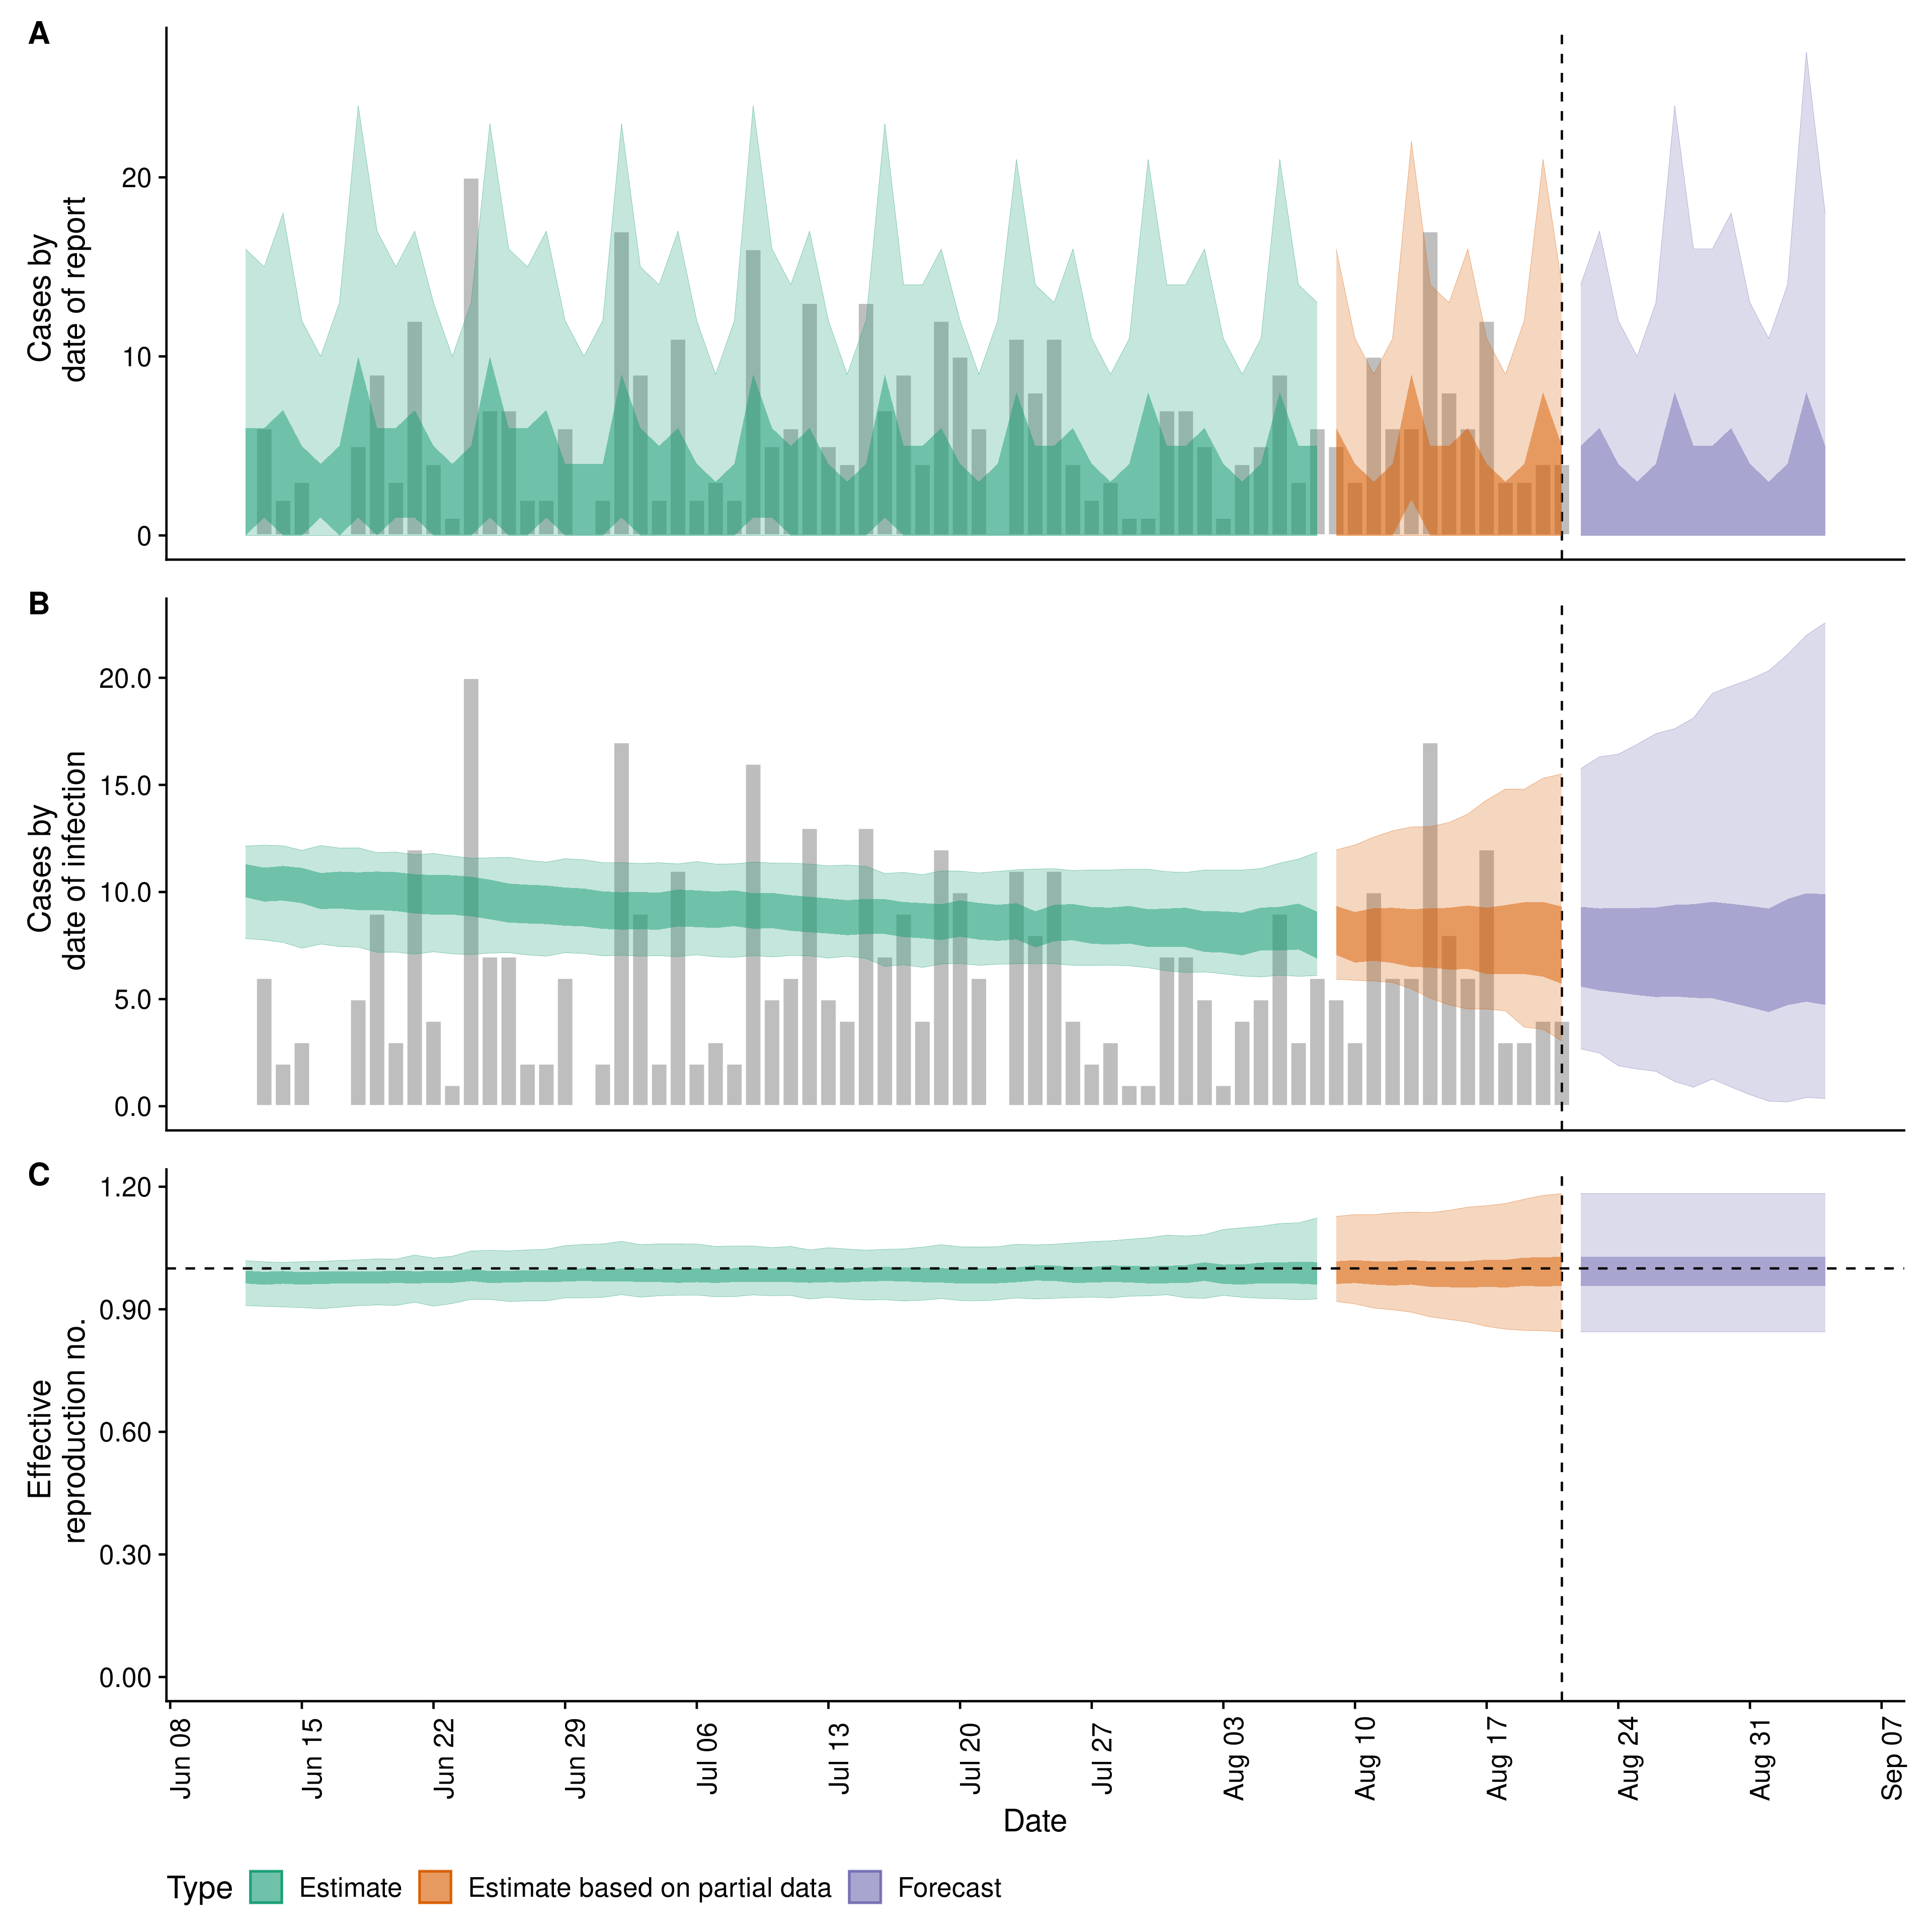 A
Cases by
date of report
20
10
0
B
Cases by
date of infection
20.0
15.0
10.0
5.0
0.0
C
Effective
reproduction no.
1.20
0.90
0.60
0.30
0.00
Jun 08
Jun 15
Jun 22
Jun 29
Jul 06
Jul 13
Jul 20
Jul 27
Aug 03
Aug 10
Aug 17
Aug 24
Aug 31
Sep 07
Date
Type Estimate Estimate based on partial data Forecast